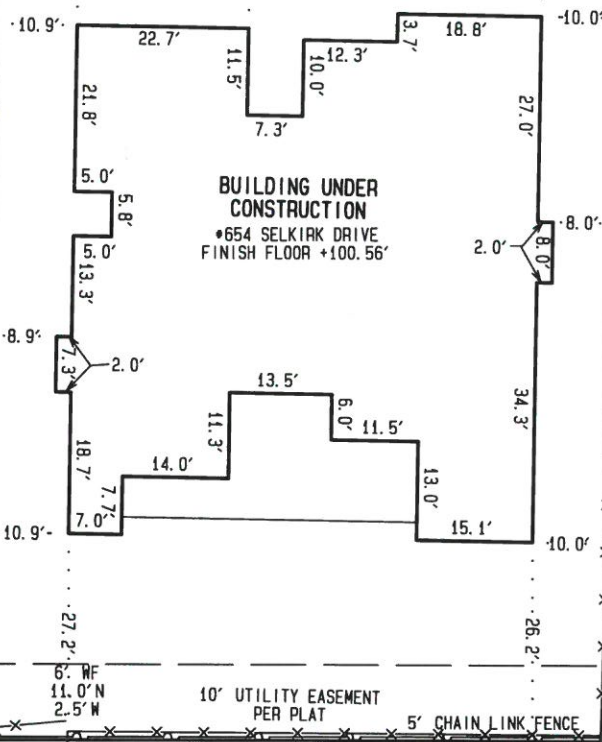 10.9' 18.8' -10.0'
22.7' 11.5' 12.3' 3.7'
10.0'
21.8' 7.3' 27.0'
5.0'
BUILDING UNDER
CONSTRUCTION
5.8'
•654 SELKIRK DRIVE -8.0'
5.0' FINISH FLOOR +100.56' 2.0' 8.0'
13.3'
8.9'
7.3' 2.0'
13.5'
6.0' 34.3'
11.3' 11.5'
18.7' 14.0'
7.7' 13.0'
10.9'- 7.0' 15.1' 10.0'
27.2' 26.2'
6' WF
11.0'N
2.5'W
10' UTILITY EASEMENT
PER PLAT
5' CHAIN LINK FENCE